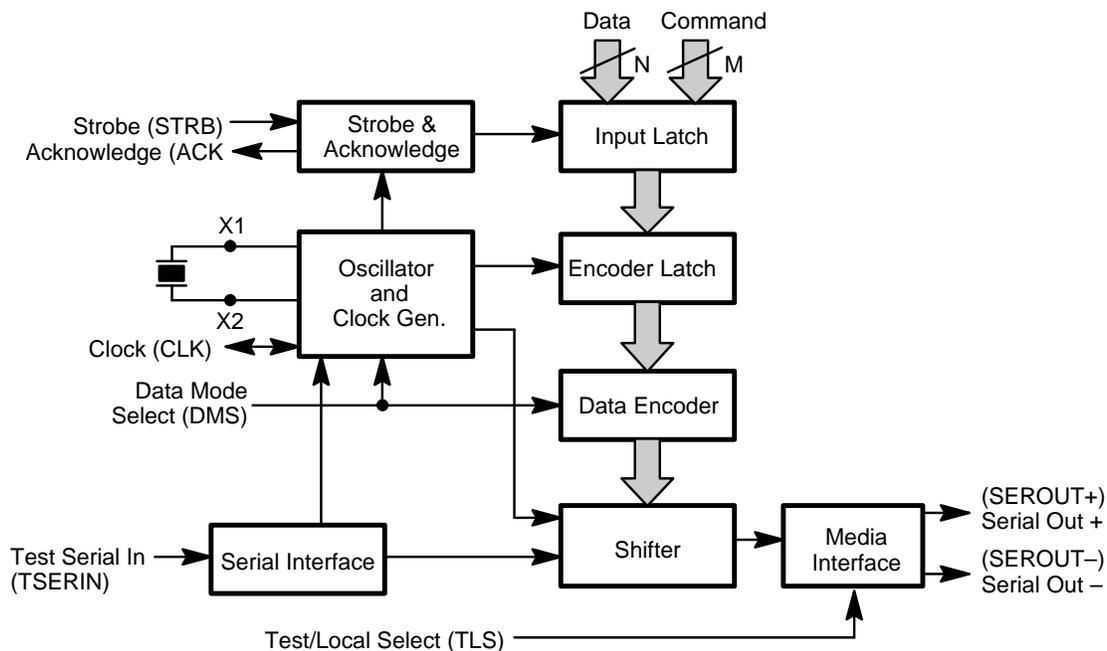 Data
Command
N
M
Strobe (STRB)
Acknowledge (ACK
Strobe &
Acknowledge
Input Latch
X1
X2
Oscillator
and
Clock Gen.
Encoder Latch
Clock (CLK)
Data Mode
Select (DMS)
Data Encoder
Test Serial In
(TSERIN)
Serial Interface
Shifter
Media
Interface
(SEROUT+)
Serial Out +
(SEROUT–)
Serial Out –
Test/Local Select (TLS)